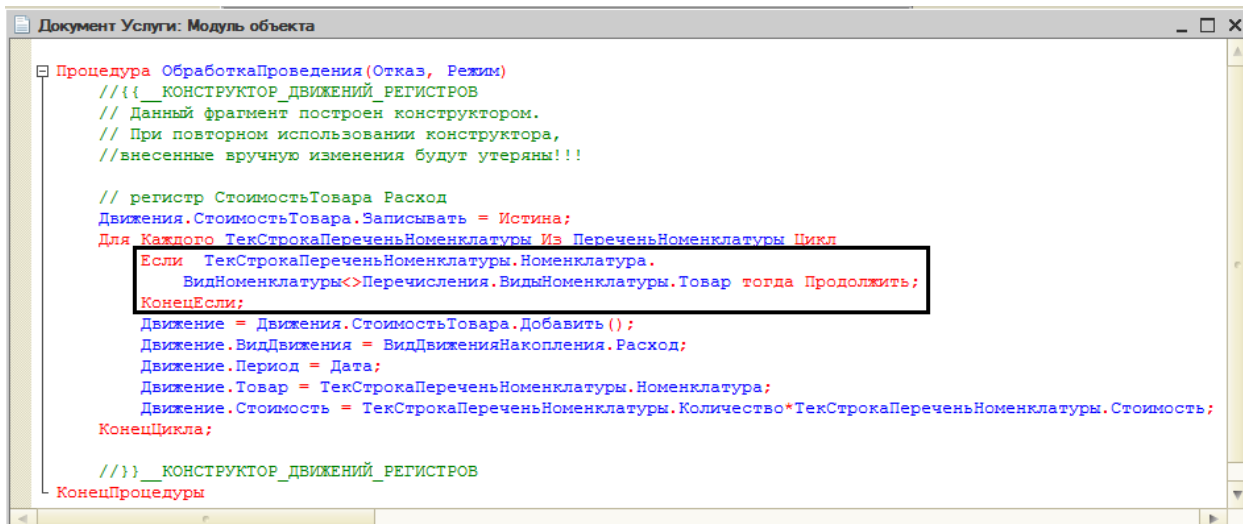 Документ Услуги: Модуль объекта
Процедура ОбработкаПроведения(Отказ, Режим)
//{{__КОНСТРУКТОР_ДВИЖЕНИЙ_РЕГИСТРОВ
// Данный фрагмент построен конструктором.
// При повторном использовании конструктора,
//внесенные вручную изменения будут утеряны!!!
// регистр СтоимостьТовара Расход
Движения.СтоимостьТовара.Записывать = Истина;
Для Каждого ТекСтрокаПереченьНоменклатуры Из ПереченьНоменклатуры Цикл
Если  ТекСтрокаПереченьНоменклатуры.Номенклатура.
ВидНоменклатуры<>Перечисления.ВидыНоменклатуры.Товар тогда Продолжить;
КонецЕсли;
Движение = Движения.СтоимостьТовара.Добавить();
Движение.ВидДвижения = ВидДвиженияНакопления.Расход;
Движение.Период = Дата;
Движение.Товар = ТекСтрокаПереченьНоменклатуры.Номенклатура;
Движение.Стоимость = ТекСтрокаПереченьНоменклатуры.Количество*ТекСтрокаПереченьНоменклатуры.Стоимость;
КонецЦикла;
//}}__КОНСТРУКТОР_ДВИЖЕНИЙ_РЕГИСТРОВ
КонецПроцедуры